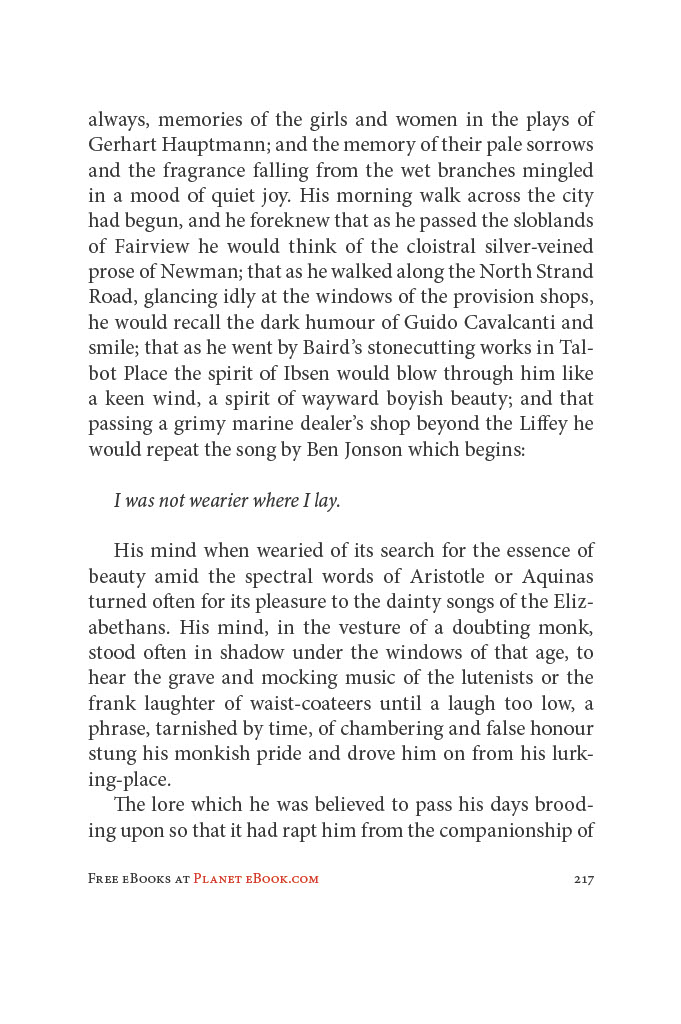 always, memories of the girls and women in the plays of
Gerhart Hauptmann; and the memory of their pale sorrows
and the fragrance falling from the wet branches mingled
in a mood of quiet joy. His morning walk across the city
had begun, and he foreknew that as he passed the sloblands
of Fairview he would think of the cloistral silver-veined
prose of Newman; that as he walked along the North Strand
Road, glancing idly at the windows of the provision shops,
he would recall the dark humour of Guido Cavalcanti and
smile; that as he went by Baird’s stonecutting works in Tal-
bot Place the spirit of Ibsen would blow through him like
a keen wind, a spirit of wayward boyish beauty; and that
passing a grimy marine dealer’s shop beyond the Liffey he
would repeat the song by Ben Jonson which begins:
I was not wearier where I lay.
His mind when wearied of its search for the essence of
beauty amid the spectral words of Aristotle or Aquinas
turned often for its pleasure to the dainty songs of the Eliz-
abethans. His mind, in the vesture of a doubting monk,
stood often in shadow under the windows of that age, to
hear the grave and mocking music of the lutenists or the
frank laughter of waist-coateers until a laugh too low, a
phrase, tarnished by time, of chambering and false honour
stung his monkish pride and drove him on from his lurk-
ing-place.
The lore which he was believed to pass his days brood-
ing upon so that it had rapt him from the companionship of
Free eBooks at Planet eBook.com 217